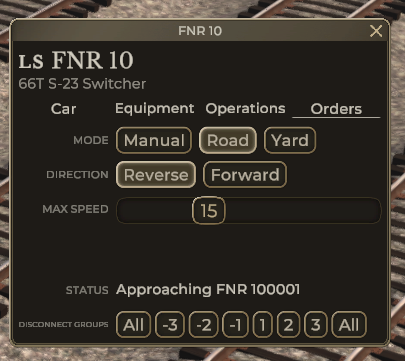 FNR 10
LS FNR 10
66T S-23 Switcher
Car Equipment Operations Orders
MODE Manual Road Yard
DIRECTION Reverse Forward
MAX SPEED 15
STATUS Approaching FNR 100001
DISCONNECT GROUPS All -3 -2 -1 1 2 3 All